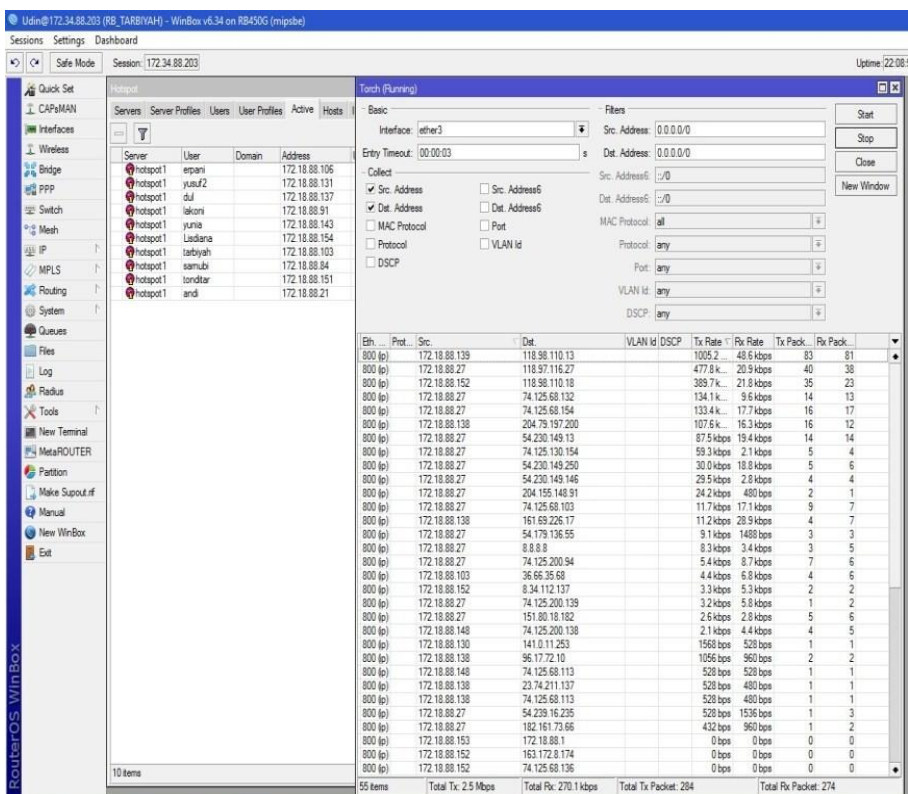 Udin@172.34.88.203 (RB_TARBIYAH) - WinBox v6.34 on RB450G (mipsbe)
Sessions Settings Dashboard
Safe Mode Session: 172.34.88.203 Uptime: 22:08:
Quick Set
CAPsMAN
Interfaces
Wireless
Bridge
PPP
Switch
Mesh
IP
MPLS
Routing
System
Queues
Files
Log
Radius
Tools
New Terminal
MetaROUTER
Partition
Make Supout.rif
Manual
New WinBox
Exit
RouterOS WinBox
Hotspot
Servers Server Profiles Users User Profiles Active Hosts
Server User Domain Address
hotspot1 erpani 172.18.88.106
hotspot1 yusuf2 172.18.88.131
hotspot1 dul 172.18.88.137
hotspot1 lakoni 172.18.88.91
hotspot1 yunia 172.18.88.143
hotspot1 Lisdiana 172.18.88.154
hotspot1 tarbiyah 172.18.88.103
hotspot1 samubi 172.18.88.84
hotspot1 tonditar 172.18.88.151
hotspot1 andi 172.18.88.21
10 items
Torch (Running)
Basic
Interface: ether3
Entry Timeout: 00:00:03 s
Collect
Src. Address Src. Address6
Dst. Address Dst. Address6
MAC Protocol Port
Protocol VLAN Id
DSCP
Filters
Src. Address: 0.0.0.0/0
Dst. Address: 0.0.0.0/0
Src. Address6: ::/0
Dst. Address6: ::/0
MAC Protocol: all
Protocol: any
Port: any
VLAN Id: any
DSCP: any
Start
Stop
Close
New Window
Eth. ... Prot... Src. Dst. VLAN Id DSCP Tx Rate Rx Rate Tx Pack... Rx Pack...
800 (ip) 172.18.88.139 118.98.110.13 1005.2 ... 48.6 kbps 83 81
800 (ip) 172.18.88.27 118.97.116.27 477.8 k... 20.9 kbps 40 38
800 (ip) 172.18.88.152 118.98.110.18 389.7 k... 21.8 kbps 35 23
800 (ip) 172.18.88.27 74.125.68.132 134.1 k... 9.6 kbps 14 13
800 (ip) 172.18.88.27 74.125.68.154 133.4 k... 17.7 kbps 16 17
800 (ip) 172.18.88.138 204.79.197.200 107.6 k... 16.3 kbps 16 12
800 (ip) 172.18.88.27 54.230.149.13 87.5 kbps 19.4 kbps 14 14
800 (ip) 172.18.88.27 74.125.130.154 59.3 kbps 2.1 kbps 5 4
800 (ip) 172.18.88.27 54.230.149.250 30.0 kbps 18.8 kbps 5 6
800 (ip) 172.18.88.27 54.230.149.146 29.5 kbps 2.8 kbps 4 4
800 (ip) 172.18.88.27 204.155.148.91 24.2 kbps 480 bps 2 1
800 (ip) 172.18.88.27 74.125.68.103 11.7 kbps 17.1 kbps 9 7
800 (ip) 172.18.88.138 161.69.226.17 11.2 kbps 28.9 kbps 4 7
800 (ip) 172.18.88.27 54.179.136.55 9.1 kbps 1488 bps 3 3
800 (ip) 172.18.88.27 8.8.8.8 8.3 kbps 3.4 kbps 3 5
800 (ip) 172.18.88.27 74.125.200.94 5.4 kbps 8.7 kbps 7 6
800 (ip) 172.18.88.103 36.66.35.68 4.4 kbps 6.8 kbps 4 6
800 (ip) 172.18.88.152 8.34.112.137 3.3 kbps 5.3 kbps 2 2
800 (ip) 172.18.88.27 74.125.200.139 3.2 kbps 5.8 kbps 1 2
800 (ip) 172.18.88.27 151.80.18.182 2.6 kbps 2.8 kbps 5 6
800 (ip) 172.18.88.148 74.125.200.138 2.1 kbps 4.4 kbps 4 5
800 (ip) 172.18.88.130 141.0.11.253 1568 bps 528 bps 1 1
800 (ip) 172.18.88.138 96.17.72.10 1056 bps 960 bps 2 2
800 (ip) 172.18.88.148 74.125.68.113 528 bps 528 bps 1 1
800 (ip) 172.18.88.138 23.74.211.137 528 bps 480 bps 1 1
800 (ip) 172.18.88.138 74.125.68.113 528 bps 480 bps 1 1
800 (ip) 172.18.88.27 54.239.16.235 528 bps 1536 bps 1 3
800 (ip) 172.18.88.27 182.161.73.66 432 bps 960 bps 1 2
800 (ip) 172.18.88.153 172.18.88.1 0 bps 0 bps 0 0
800 (ip) 172.18.88.152 163.172.8.174 0 bps 0 bps 0 0
800 (ip) 172.18.88.152 74.125.68.136 0 bps 0 bps 0 0
55 items Total Tx: 2.5 Mbps Total Rx: 270.1 kbps Total Tx Packet: 284 Total Rx Packet: 274